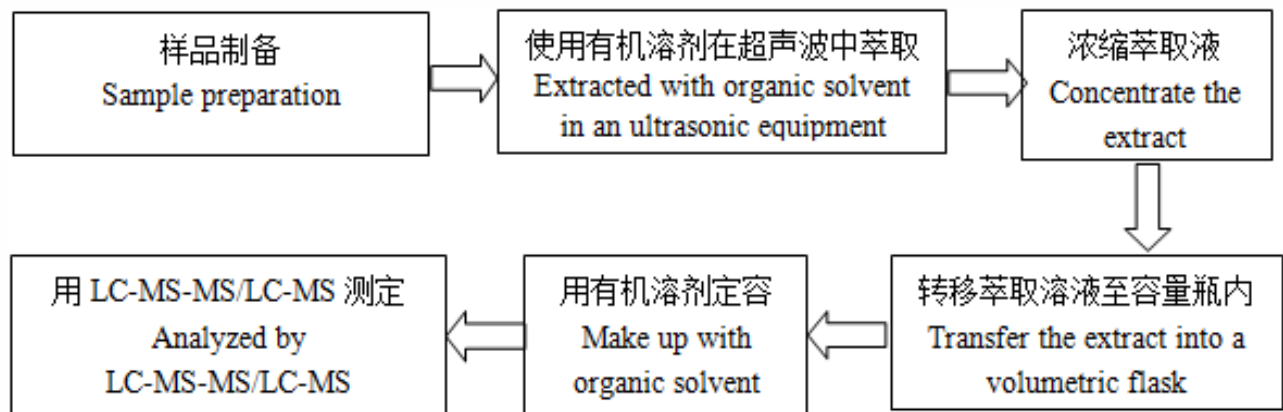 样品制备
Sample preparation
使用有机溶剂在超声波中萃取
Extracted with organic solvent
in an ultrasonic equipment
浓缩萃取液
Concentrate the
extract
转移萃取溶液至容量瓶内
Transfer the extract into a
volumetric flask
用有机溶剂定容
Make up with
organic solvent
用 LC-MS-MS/LC-MS 测定
Analyzed by
LC-MS-MS/LC-MS